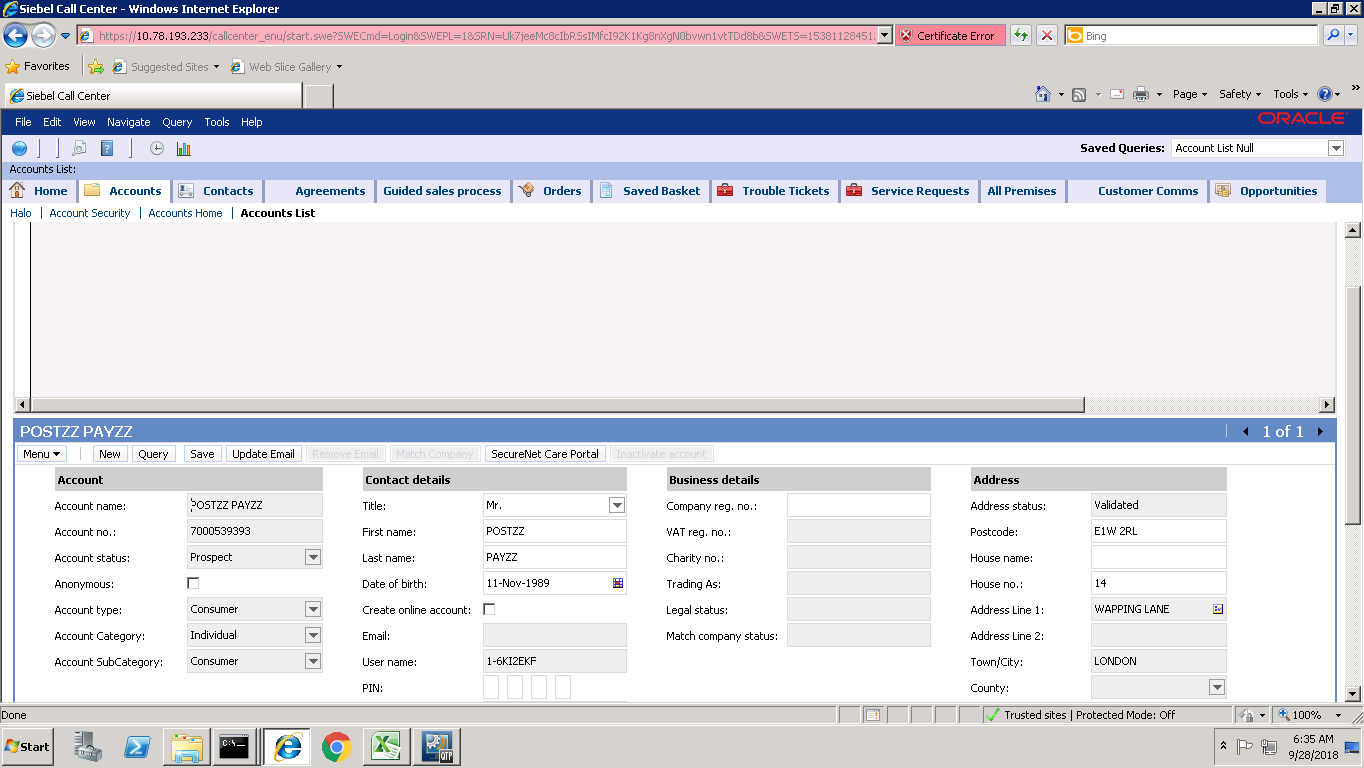 Siebel Call Center - Windows Internet Explorer
https://10.78.193.233/callcenter_enu/start.swe?SWECmd=Login&SWEPL=1&SRN= Certificate Error Bing
Favorites Suggested Sites Web Slice Gallery
Siebel Call Center Page Safety Tools
File Edit View Navigate Query Tools Help ORACLE
Saved Queries: Account List Null
Accounts List:
Home Accounts Contacts Agreements Guided sales process Orders Saved Basket Trouble Tickets Service Requests All Premises Customer Comms Opportunities
Halo | Account Security | Accounts Home | Accounts List
POSTZZ PAYZZ 1 of 1
Menu New Query Save Update Email Remove Email Match Company SecureNet Care Portal Inactivate account
Account Contact details Business details Address
Account name: POSTZZ PAYZZ Title: Mr. Company reg. no.: Address status: Validated
Account no.: 7000539393 First name: POSTZZ VAT reg. no.: Postcode: E1W 2RL
Account status: Prospect Last name: PAYZZ Charity no.: House name:
Anonymous: Date of birth: 11-Nov-1989 Trading As: House no.: 14
Account type: Consumer Create online account: Legal status: Address Line 1: WAPPING LANE
Account Category: Individual Email: Match company status: Address Line 2:
Account SubCategory: Consumer User name: 1-6KI2EKF Town/City: LONDON
PIN: County:
Done Trusted sites | Protected Mode: Off 100%
Start C:\ QTP 6:35 AM
9/28/2018